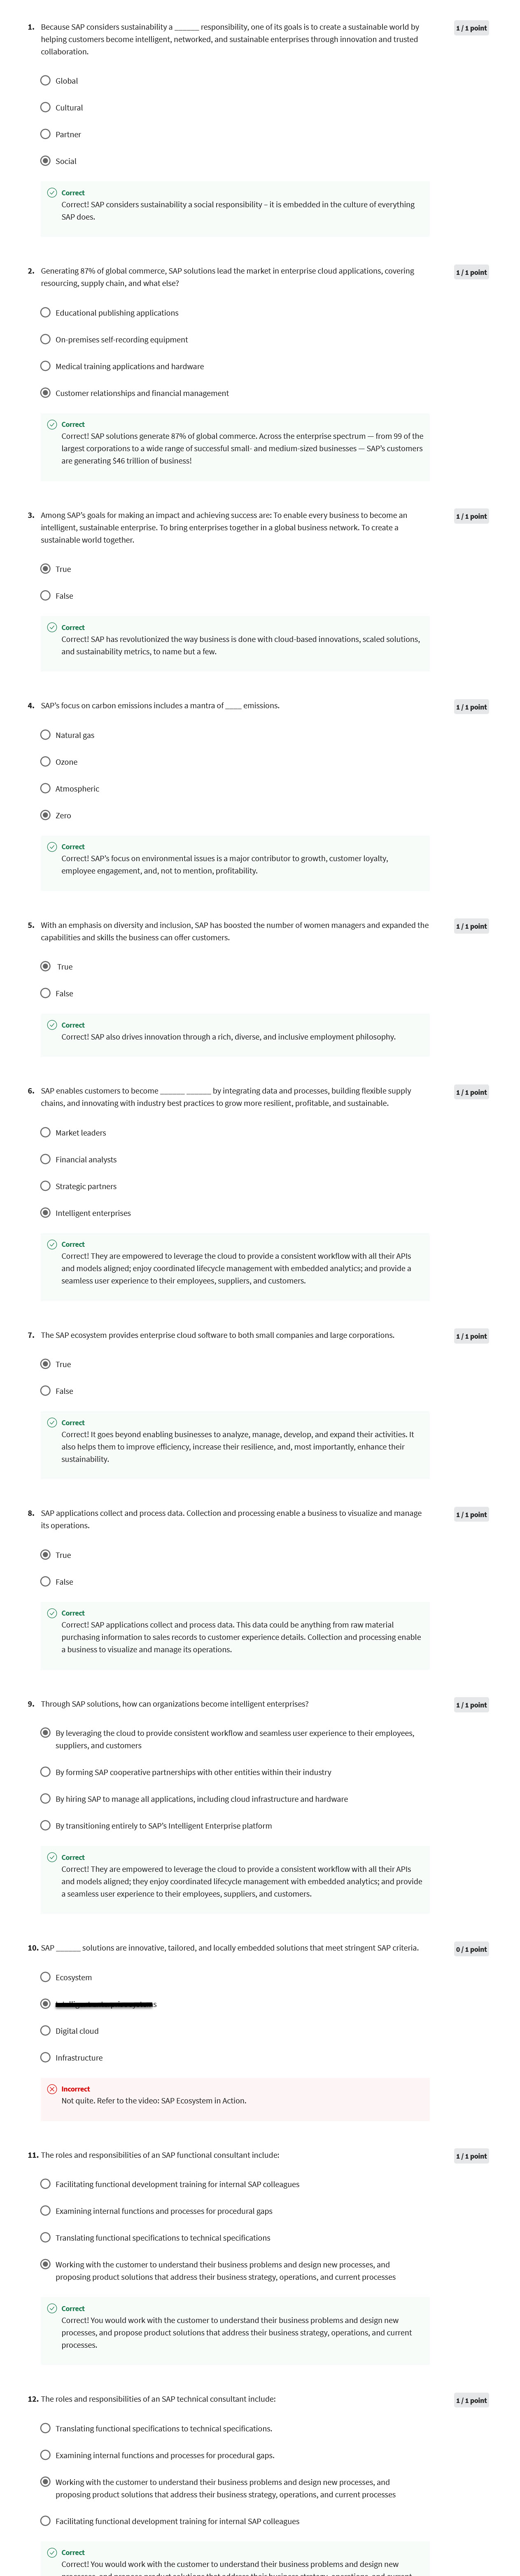 1. Because SAP considers sustainability a ______ responsibility, one of its goals is to create a sustainable world by
1 / 1 point
helping customers become intelligent, networked, and sustainable enterprises through innovation and trusted
collaboration.
Global
Cultural
Partner
Social
Correct
Correct! SAP considers sustainability a social responsibility – it is embedded in the culture of everything
SAP does.
2. Generating 87% of global commerce, SAP solutions lead the market in enterprise cloud applications, covering
1 / 1 point
resourcing, supply chain, and what else?
Educational publishing applications
On-premises self-recording equipment
Medical training applications and hardware
Customer relationships and financial management
Correct
Correct! SAP solutions generate 87% of global commerce. Across the enterprise spectrum — from 99 of the
largest corporations to a wide range of successful small- and medium-sized businesses — SAP's customers
are generating $46 trillion of business!
3. Among SAP's goals for making an impact and achieving success are: To enable every business to become an
1 / 1 point
intelligent, sustainable enterprise. To bring enterprises together in a global business network. To create a
sustainable world together.
True
False
Correct
Correct! SAP has revolutionized the way business is done with cloud-based innovations, scaled solutions,
and sustainability metrics, to name but a few.
4. SAP's focus on carbon emissions includes a mantra of ____ emissions.
1 / 1 point
Natural gas
Ozone
Atmospheric
Zero
Correct
Correct! SAP's focus on environmental issues is a major contributor to growth, customer loyalty,
employee engagement, and, not to mention, profitability.
5. With an emphasis on diversity and inclusion, SAP has boosted the number of women managers and expanded the
1 / 1 point
capabilities and skills the business can offer customers.
True
False
Correct
Correct! SAP also drives innovation through a rich, diverse, and inclusive employment philosophy.
6. SAP enables customers to become ______ ______ by integrating data and processes, building flexible supply
1 / 1 point
chains, and innovating with industry best practices to grow more resilient, profitable, and sustainable.
Market leaders
Financial analysts
Strategic partners
Intelligent enterprises
Correct
Correct! They are empowered to leverage the cloud to provide a consistent workflow with all their APIs
and models aligned; enjoy coordinated lifecycle management with embedded analytics; and provide a
seamless user experience to their employees, suppliers, and customers.
7. The SAP ecosystem provides enterprise cloud software to both small companies and large corporations.
1 / 1 point
True
False
Correct
Correct! It goes beyond enabling businesses to analyze, manage, develop, and expand their activities. It
also helps them to improve efficiency, increase their resilience, and, most importantly, enhance their
sustainability.
8. SAP applications collect and process data. Collection and processing enable a business to visualize and manage
1 / 1 point
its operations.
True
False
Correct
Correct! SAP applications collect and process data. This data could be anything from raw material
purchasing information to sales records to customer experience details. Collection and processing enable
a business to visualize and manage its operations.
9. Through SAP solutions, how can organizations become intelligent enterprises?
1 / 1 point
By leveraging the cloud to provide consistent workflow and seamless user experience to their employees,
suppliers, and customers
By forming SAP cooperative partnerships with other entities within their industry
By hiring SAP to manage all applications, including cloud infrastructure and hardware
By transitioning entirely to SAP's Intelligent Enterprise platform
Correct
Correct! They are empowered to leverage the cloud to provide a consistent workflow with all their APIs
and models aligned; they enjoy coordinated lifecycle management with embedded analytics; and provide
a seamless user experience to their employees, suppliers, and customers.
10. SAP ______ solutions are innovative, tailored, and locally embedded solutions that meet stringent SAP criteria.
0 / 1 point
Ecosystem
Digital cloud
Infrastructure
Incorrect
Not quite. Refer to the video: SAP Ecosystem in Action.
11. The roles and responsibilities of an SAP functional consultant include:
1 / 1 point
Facilitating functional development training for internal SAP colleagues
Examining internal functions and processes for procedural gaps
Translating functional specifications to technical specifications
Working with the customer to understand their business problems and design new processes, and
proposing product solutions that address their business strategy, operations, and current processes
Correct
Correct! You would work with the customer to understand their business problems and design new
processes, and propose product solutions that address their business strategy, operations, and current
processes.
12. The roles and responsibilities of an SAP technical consultant include:
1 / 1 point
Translating functional specifications to technical specifications.
Examining internal functions and processes for procedural gaps.
Working with the customer to understand their business problems and design new processes, and
proposing product solutions that address their business strategy, operations, and current processes
Facilitating functional development training for internal SAP colleagues
Correct
Correct! You would work with the customer to understand their business problems and design new